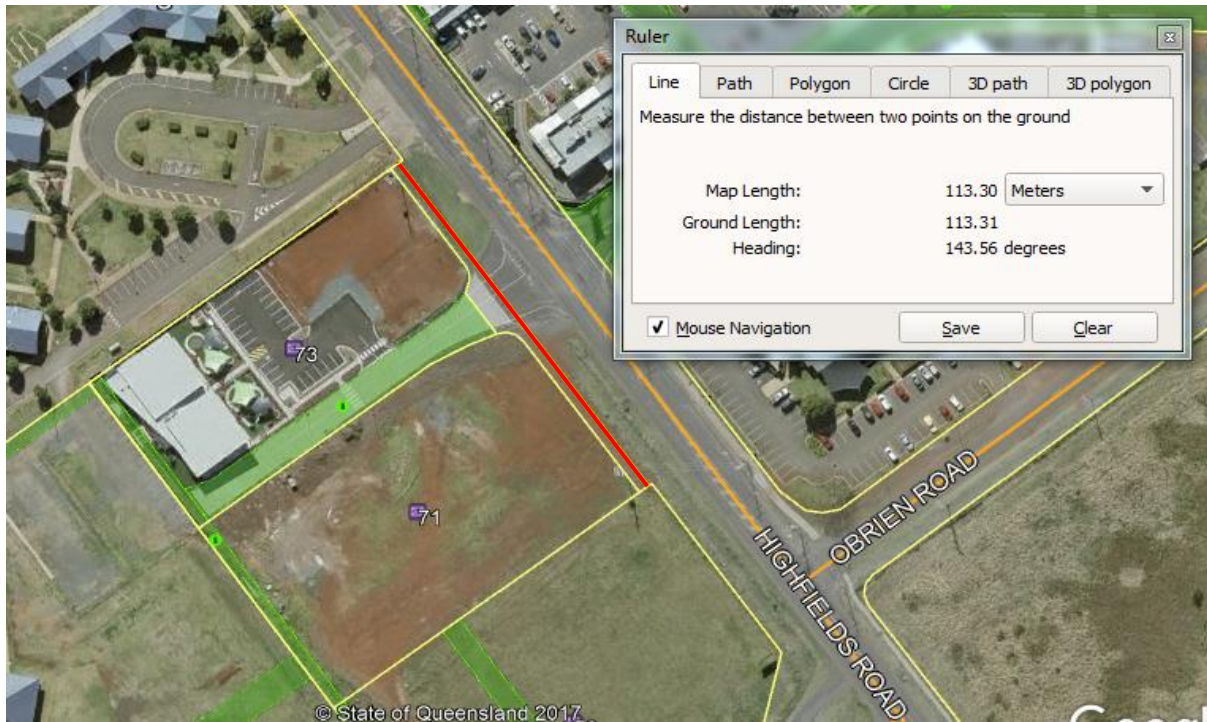 Ruler
Line Path Polygon Circle 3D path 3D polygon
Measure the distance between two points on the ground
Map Length: 113.30 Meters
Ground Length: 113.31
Heading: 143.56 degrees
Mouse Navigation Save Clear
73
71
OBRIEN ROAD
HIGHFIELDS ROAD
© State of Queensland 2017